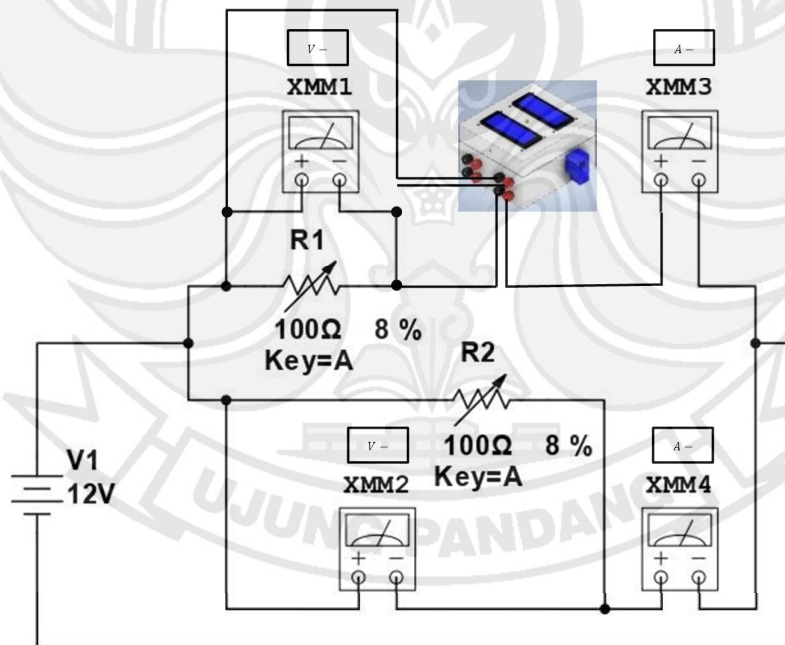 V –
XMM1
+ –
A –
XMM3
+ –
R1
100Ω 8 %
Key=A
R2
100Ω 8 %
Key=A
V1
12V
V –
XMM2
+ –
A –
XMM4
+ –
UJUNG PANDANG